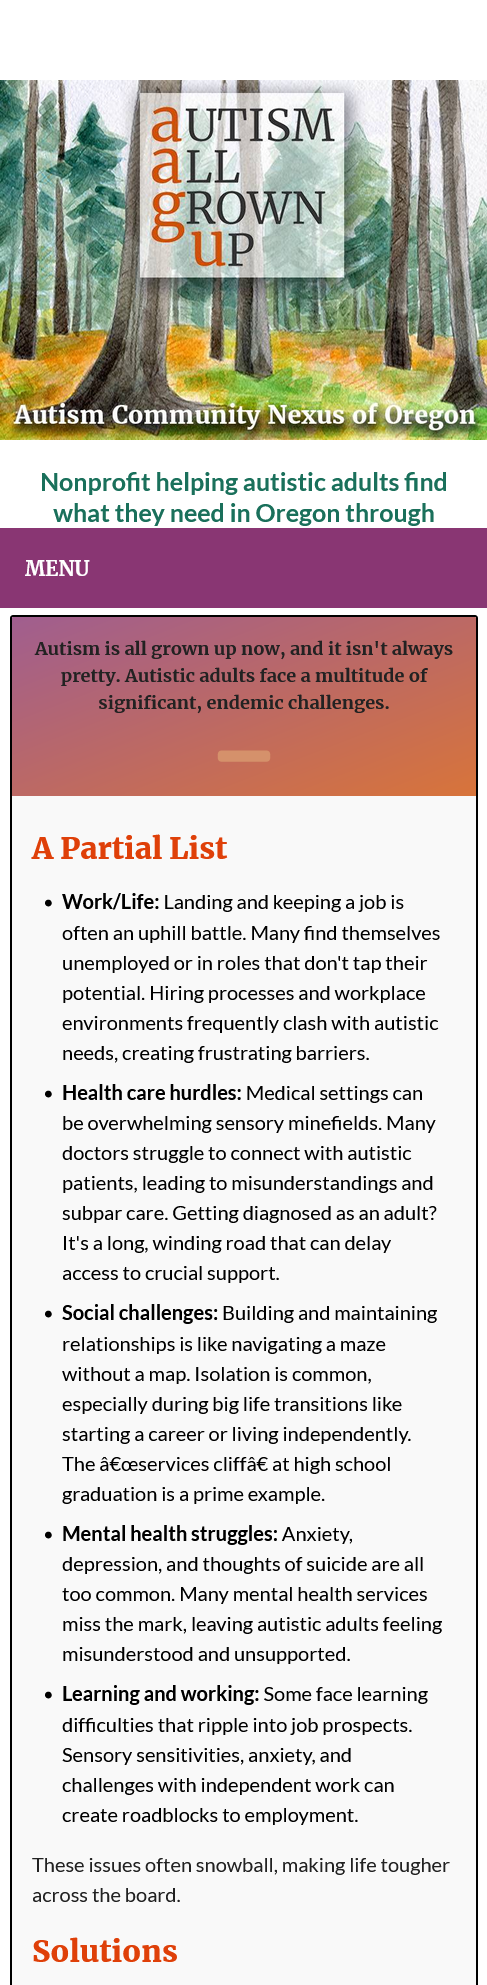 AUTISM
ALL
GROWN
UP
Autism Community Nexus of Oregon
Nonprofit helping autistic adults find
what they need in Oregon through
MENU
Autism is all grown up now, and it isn't always
pretty. Autistic adults face a multitude of
significant, endemic challenges.
A Partial List
• Work/Life: Landing and keeping a job is
often an uphill battle. Many find themselves
unemployed or in roles that don't tap their
potential. Hiring processes and workplace
environments frequently clash with autistic
needs, creating frustrating barriers.
• Health care hurdles: Medical settings can
be overwhelming sensory minefields. Many
doctors struggle to connect with autistic
patients, leading to misunderstandings and
subpar care. Getting diagnosed as an adult?
It's a long, winding road that can delay
access to crucial support.
• Social challenges: Building and maintaining
relationships is like navigating a maze
without a map. Isolation is common,
especially during big life transitions like
starting a career or living independently.
The â€œservices cliffâ€ at high school
graduation is a prime example.
• Mental health struggles: Anxiety,
depression, and thoughts of suicide are all
too common. Many mental health services
miss the mark, leaving autistic adults feeling
misunderstood and unsupported.
• Learning and working: Some face learning
difficulties that ripple into job prospects.
Sensory sensitivities, anxiety, and
challenges with independent work can
create roadblocks to employment.
These issues often snowball, making life tougher
across the board.
Solutions